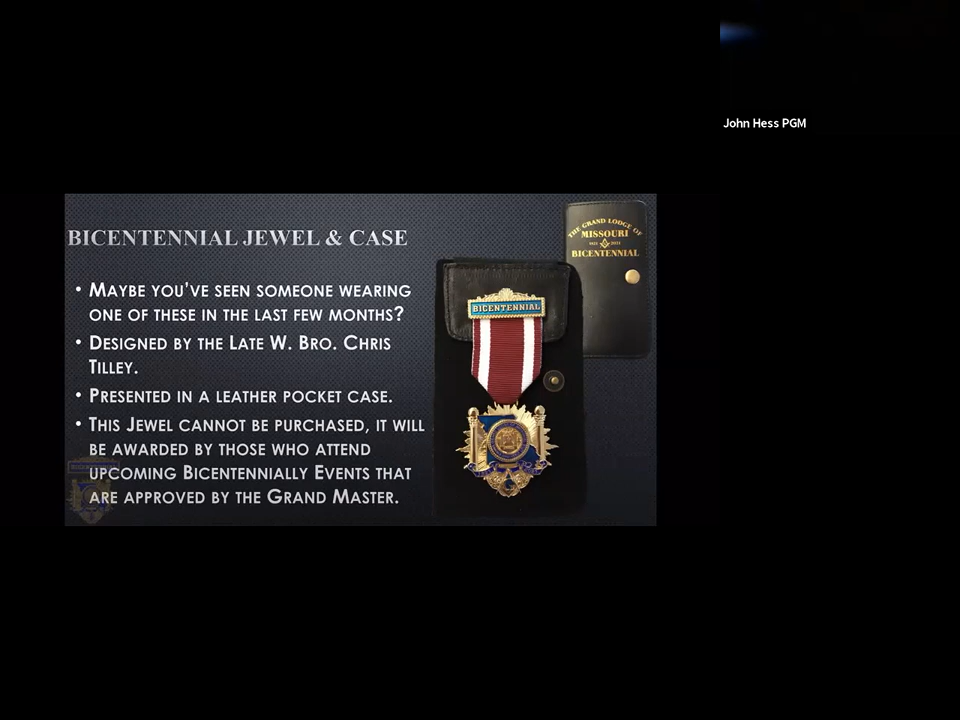 John Hess PGM
BICENTENNIAL JEWEL & CASE
• MAYBE YOU'VE SEEN SOMEONE WEARING
ONE OF THESE IN THE LAST FEW MONTHS?
• DESIGNED BY THE LATE W. BRO. CHRIS
TILLEY.
• PRESENTED IN A LEATHER POCKET CASE.
• THIS JEWEL CANNOT BE PURCHASED, IT WILL
BE AWARDED BY THOSE WHO ATTEND
UPCOMING BICENTENNIALLY EVENTS THAT
ARE APPROVED BY THE GRAND MASTER.
BICENTENNIAL
THE GRAND LODGE OF
MISSOURI
1821 2021
BICENTENNIAL